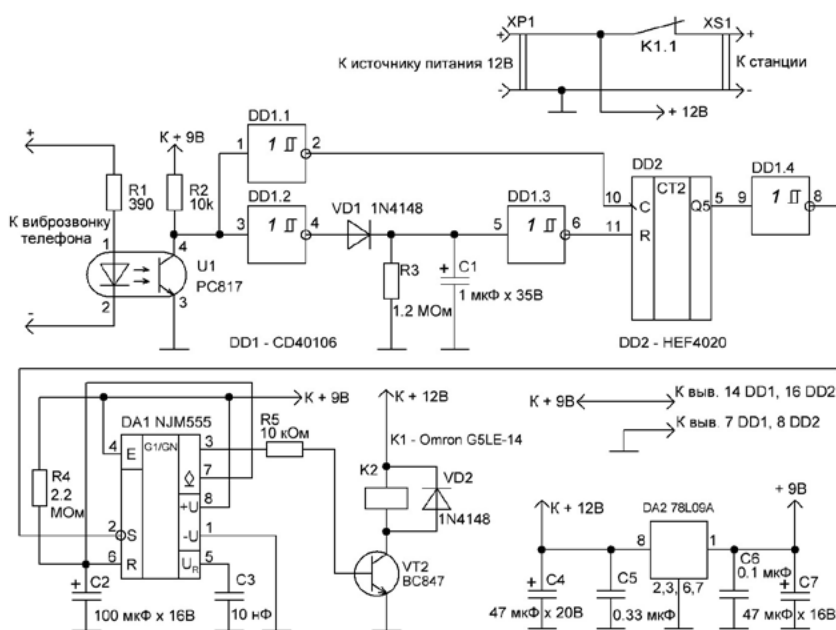 XP1
XS1
+
+
K1.1
К источнику питания 12В
К станции
-
-
+ 12В
DD1.1
1
1
2
+
К + 9В
R1
390
R2
10k
DD1.2
3
1
4
VD1 1N4148
DD1.3
5
1
6
DD2
CT2
10
C
Q5
5
11
R
DD1.4
9
1
8
К виброзвонку
телефона
1
4
U1
PC817
2
3
-
R3
1.2 МОм
+
C1
1 мкФ x 35В
DD1 - CD40106
DD2 - HEF4020
К + 9В
К + 12В
К + 9В
К выв. 14 DD1, 16 DD2
К выв. 7 DD1, 8 DD2
DA1 NJM555
R5
10 кОм
K1 - Omron G5LE-14
4
E
G1/GN
3
7
R4
2.2
МОм
+U
8
2
S
-U
1
6
R
UR
5
K2
VD2
1N4148
VT2
BC847
+
C2
100 мкФ x 16В
C3
10 нФ
К + 12В
DA2 78L09A
+ 9В
8
1
2,3, 6,7
+
C4
47 мкФ x 20В
C5
0.33 мкФ
C6
0.1 мкФ
+
C7
47 мкФ x 16В